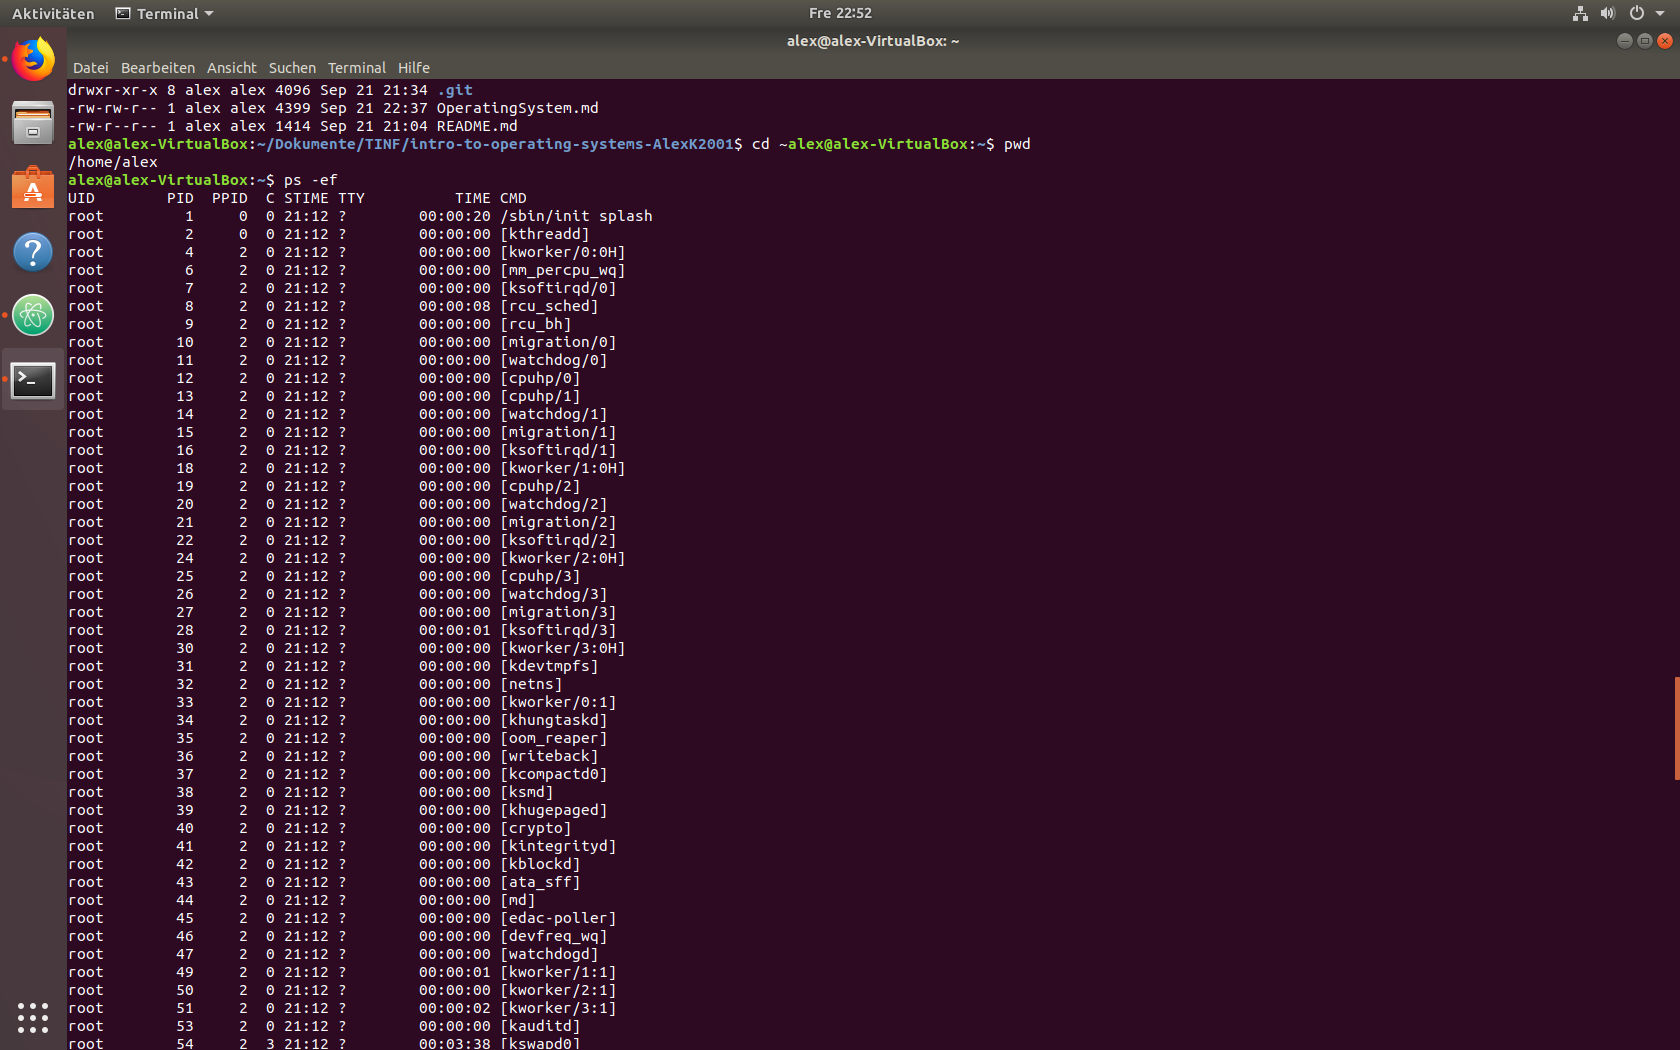 Aktivitäten Terminal Fre 22:52
alex@alex-VirtualBox: ~
Datei Bearbeiten Ansicht Suchen Terminal Hilfe
drwxr-xr-x 8 alex alex 4096 Sep 21 21:34 .git
-rw-rw-r-- 1 alex alex 4399 Sep 21 22:37 OperatingSystem.md
-rw-r--r-- 1 alex alex 1414 Sep 21 21:04 README.md
alex@alex-VirtualBox:~/Dokumente/TINF/intro-to-operating-systems-AlexK2001$ cd ~alex@alex-VirtualBox:~$ pwd
/home/alex
alex@alex-VirtualBox:~$ ps -ef
UID        PID  PPID  C STIME TTY          TIME CMD
root         1     0  0 21:12 ?        00:00:20 /sbin/init splash
root         2     0  0 21:12 ?        00:00:00 [kthreadd]
root         4     2  0 21:12 ?        00:00:00 [kworker/0:0H]
root         6     2  0 21:12 ?        00:00:00 [mm_percpu_wq]
root         7     2  0 21:12 ?        00:00:00 [ksoftirqd/0]
root         8     2  0 21:12 ?        00:00:08 [rcu_sched]
root         9     2  0 21:12 ?        00:00:00 [rcu_bh]
root        10     2  0 21:12 ?        00:00:00 [migration/0]
root        11     2  0 21:12 ?        00:00:00 [watchdog/0]
root        12     2  0 21:12 ?        00:00:00 [cpuhp/0]
root        13     2  0 21:12 ?        00:00:00 [cpuhp/1]
root        14     2  0 21:12 ?        00:00:00 [watchdog/1]
root        15     2  0 21:12 ?        00:00:00 [migration/1]
root        16     2  0 21:12 ?        00:00:00 [ksoftirqd/1]
root        18     2  0 21:12 ?        00:00:00 [kworker/1:0H]
root        19     2  0 21:12 ?        00:00:00 [cpuhp/2]
root        20     2  0 21:12 ?        00:00:00 [watchdog/2]
root        21     2  0 21:12 ?        00:00:00 [migration/2]
root        22     2  0 21:12 ?        00:00:00 [ksoftirqd/2]
root        24     2  0 21:12 ?        00:00:00 [kworker/2:0H]
root        25     2  0 21:12 ?        00:00:00 [cpuhp/3]
root        26     2  0 21:12 ?        00:00:00 [watchdog/3]
root        27     2  0 21:12 ?        00:00:00 [migration/3]
root        28     2  0 21:12 ?        00:00:01 [ksoftirqd/3]
root        30     2  0 21:12 ?        00:00:00 [kworker/3:0H]
root        31     2  0 21:12 ?        00:00:00 [kdevtmpfs]
root        32     2  0 21:12 ?        00:00:00 [netns]
root        33     2  0 21:12 ?        00:00:00 [kworker/0:1]
root        34     2  0 21:12 ?        00:00:00 [khungtaskd]
root        35     2  0 21:12 ?        00:00:00 [oom_reaper]
root        36     2  0 21:12 ?        00:00:00 [writeback]
root        37     2  0 21:12 ?        00:00:00 [kcompactd0]
root        38     2  0 21:12 ?        00:00:00 [ksmd]
root        39     2  0 21:12 ?        00:00:00 [khugepaged]
root        40     2  0 21:12 ?        00:00:00 [crypto]
root        41     2  0 21:12 ?        00:00:00 [kintegrityd]
root        42     2  0 21:12 ?        00:00:00 [kblockd]
root        43     2  0 21:12 ?        00:00:00 [ata_sff]
root        44     2  0 21:12 ?        00:00:00 [md]
root        45     2  0 21:12 ?        00:00:00 [edac-poller]
root        46     2  0 21:12 ?        00:00:00 [devfreq_wq]
root        47     2  0 21:12 ?        00:00:00 [watchdogd]
root        49     2  0 21:12 ?        00:00:01 [kworker/1:1]
root        50     2  0 21:12 ?        00:00:00 [kworker/2:1]
root        51     2  0 21:12 ?        00:00:02 [kworker/3:1]
root        53     2  0 21:12 ?        00:00:00 [kauditd]
root        54     2  3 21:12 ?        00:03:38 [kswapd0]